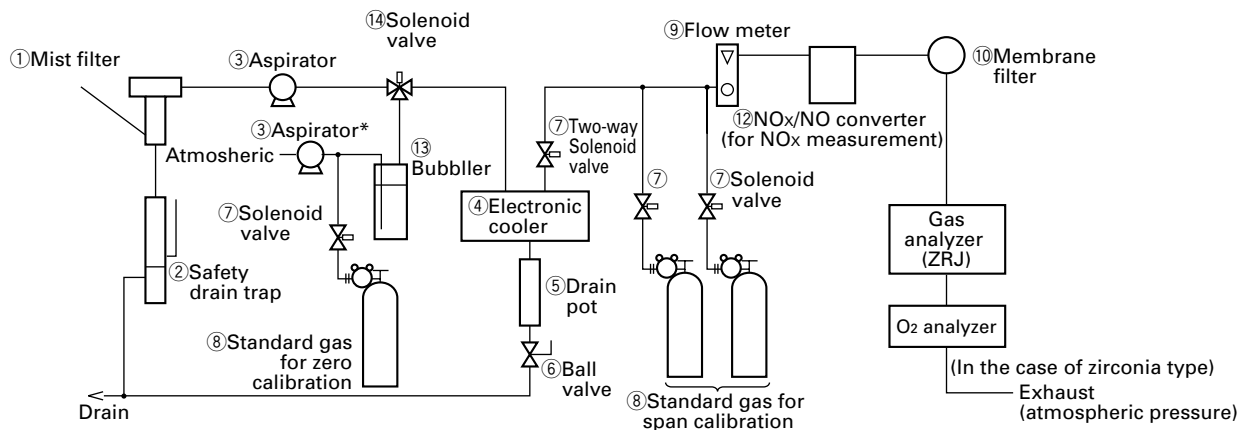 ⑭Solenoid
valve
①Mist filter
③Aspirator
⑨Flow meter
⑩Membrane
filter
③Aspirator*
Atmosheric
⑬
Bubbller
⑦Two-way
Solenoid
valve
⑫NOx/NO converter
(for NOx measurement)
⑦
⑦Solenoid
valve
⑦Solenoid
valve
④Electronic
cooler
Gas
analyzer
(ZRJ)
②Safety
drain trap
⑤Drain
pot
O2 analyzer
⑧Standard gas
for zero
calibration
⑥Ball
valve
(In the case of zirconia type)
Exhaust
(atmospheric pressure)
Drain
⑧Standard gas for
span calibration